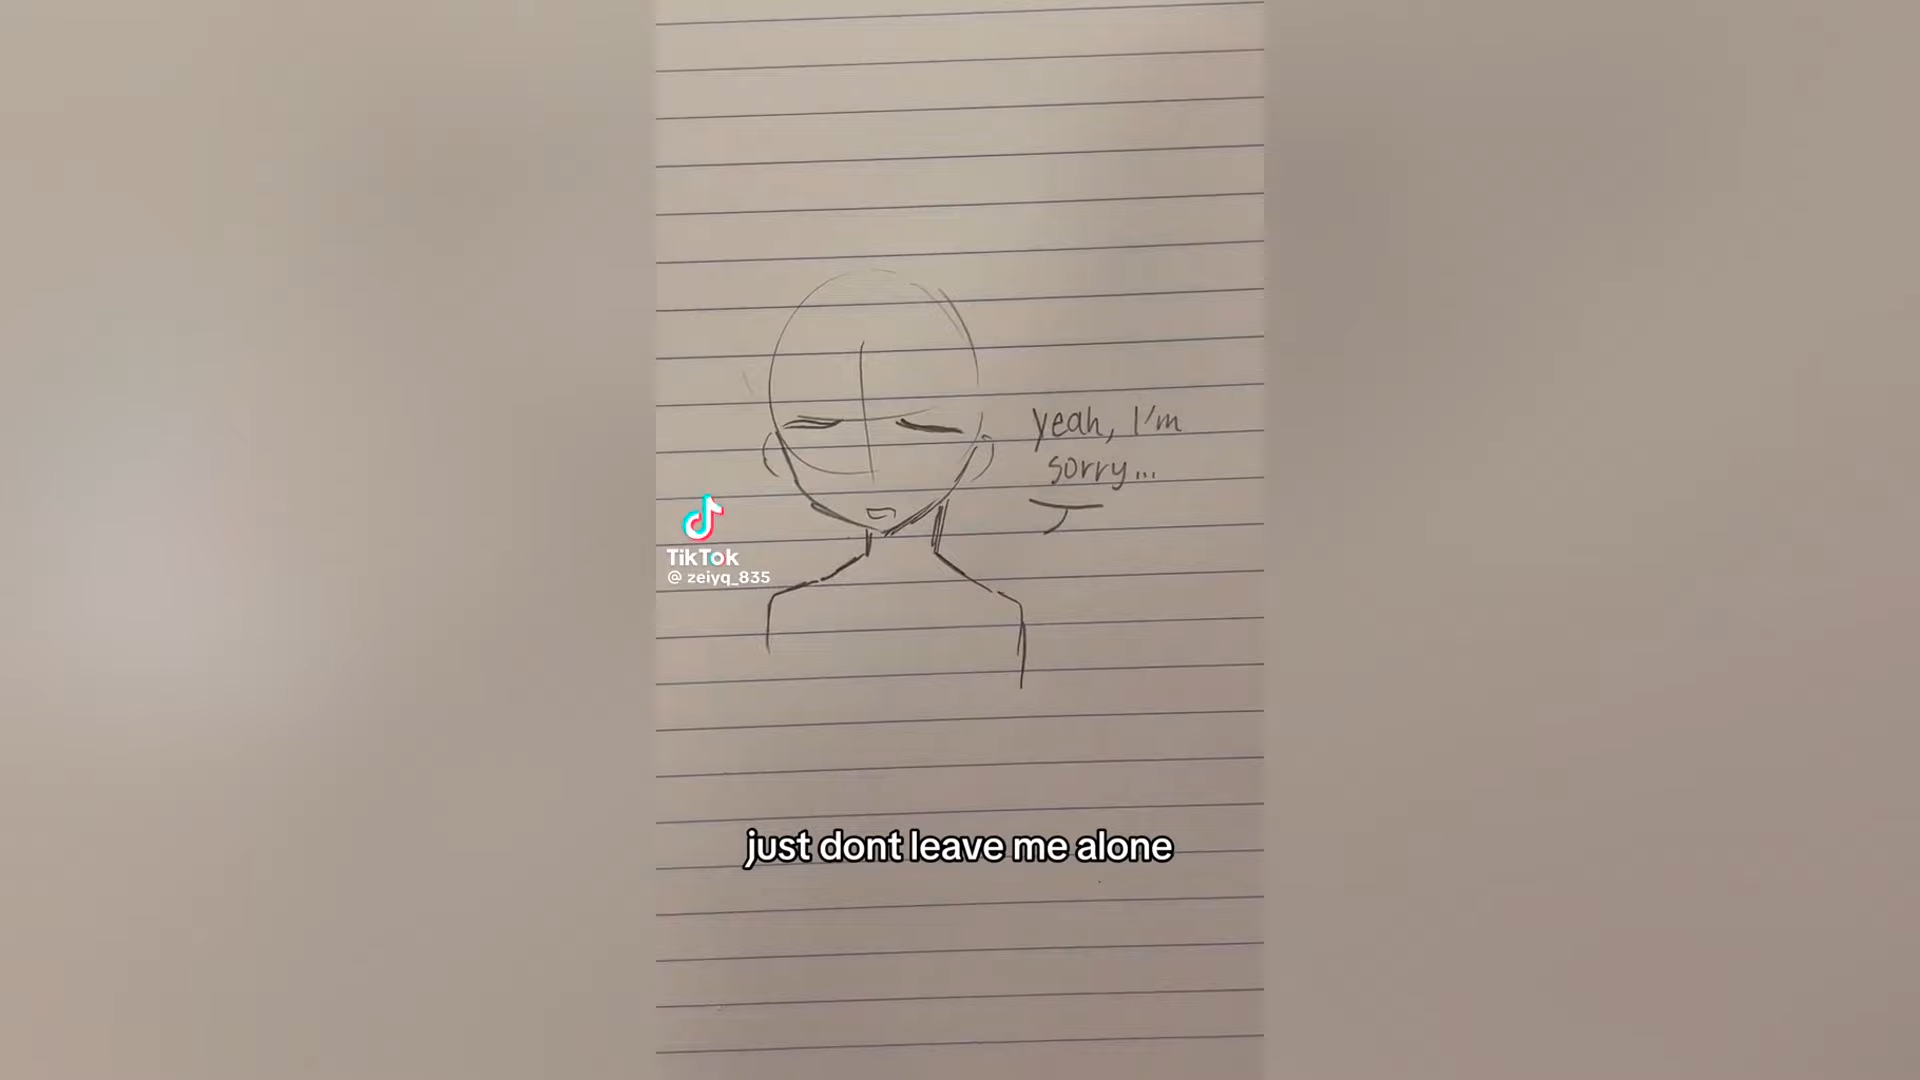 yeah, I'm
sorry...
TikTok
@ zeiyq_835
just dont leave me alone